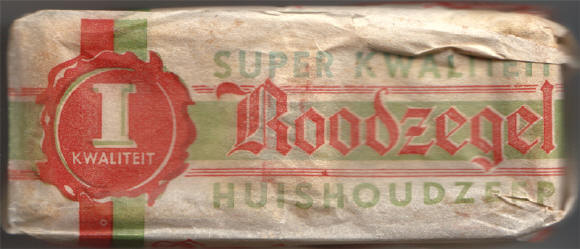 I
KWALITEIT
SUPER KWALITEIT
Roodzegel
HUISHOUDZEEP